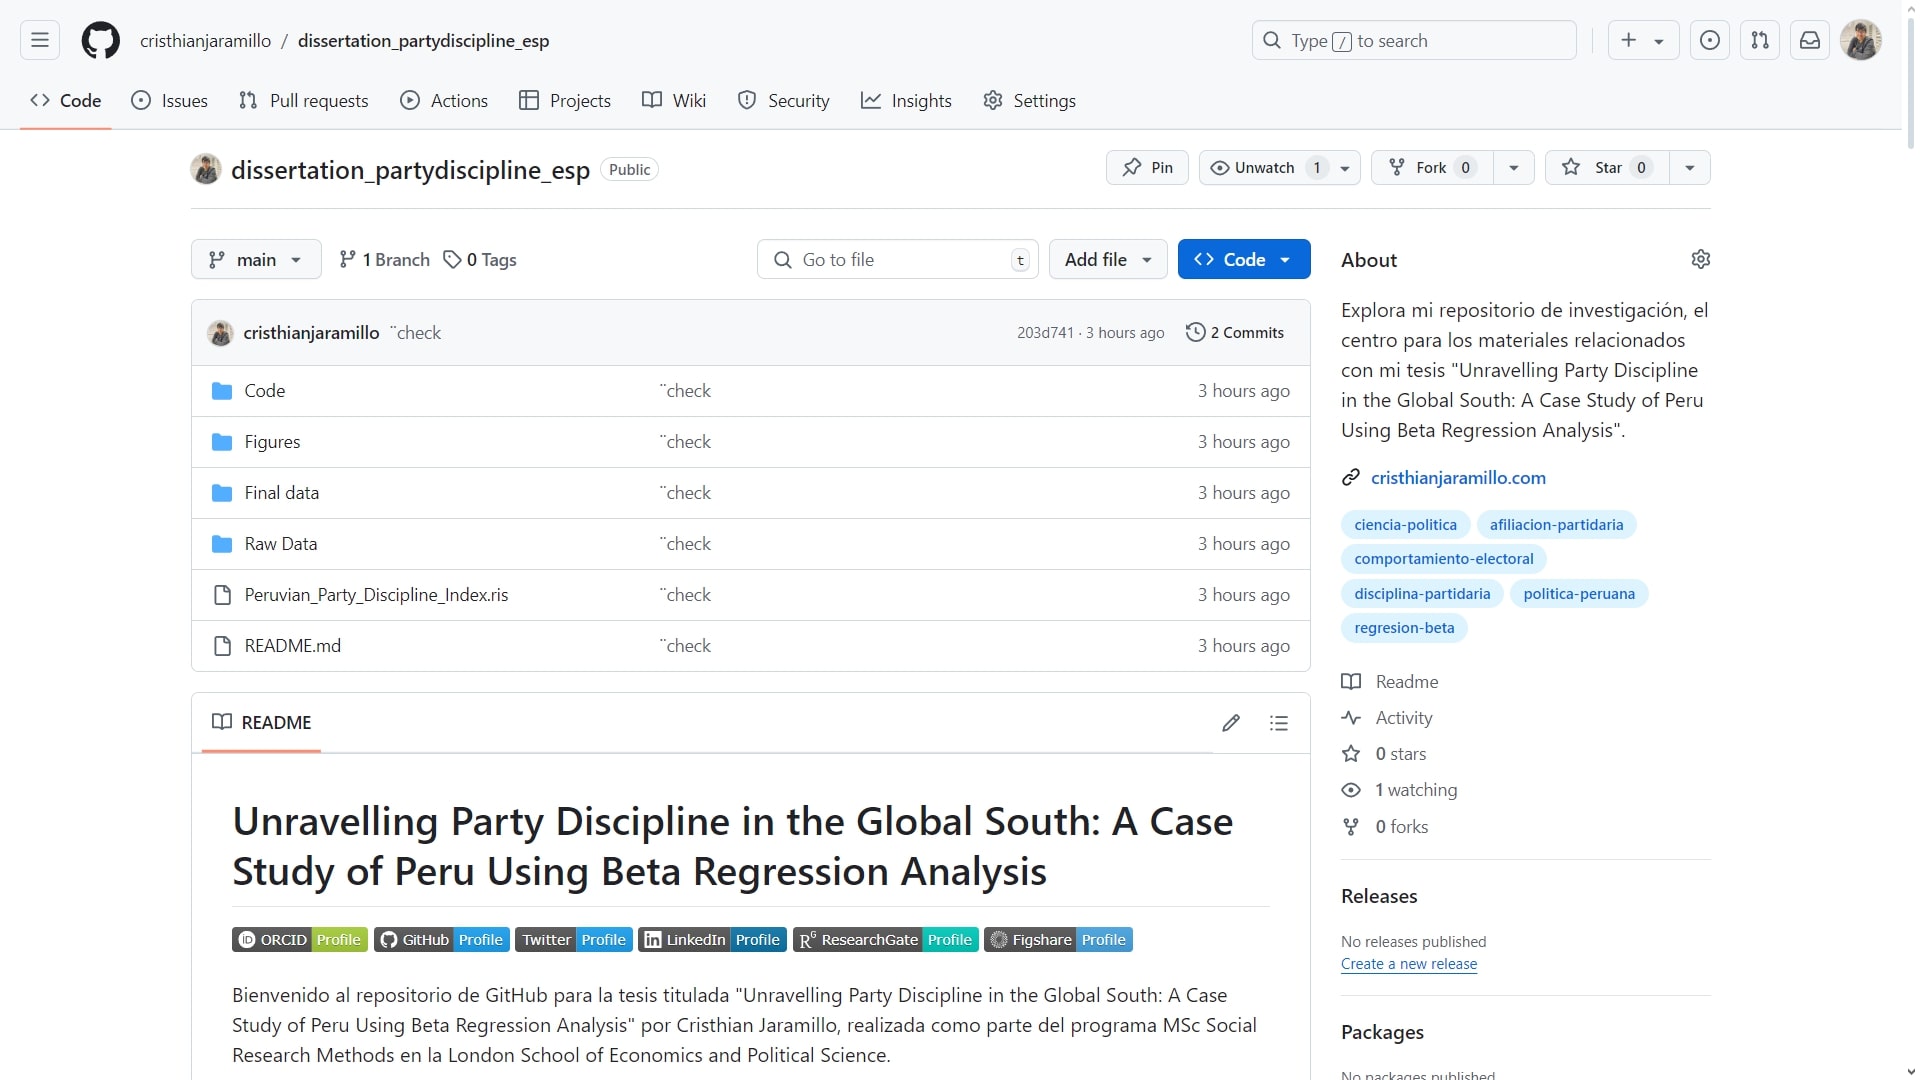 cristhianjaramillo / dissertation_partydiscipline_esp
Type / to search
Code Issues Pull requests Actions Projects Wiki Security Insights Settings
dissertation_partydiscipline_esp Public
Pin Unwatch 1 Fork 0 Star 0
main 1 Branch 0 Tags
Go to file t Add file Code
cristhianjaramillo ¨check 203d741 · 3 hours ago 2 Commits
Code ¨check 3 hours ago
Figures ¨check 3 hours ago
Final data ¨check 3 hours ago
Raw Data ¨check 3 hours ago
Peruvian_Party_Discipline_Index.ris ¨check 3 hours ago
README.md ¨check 3 hours ago
README
Unravelling Party Discipline in the Global South: A Case
Study of Peru Using Beta Regression Analysis
ORCID Profile GitHub Profile Twitter Profile LinkedIn Profile ResearchGate Profile Figshare Profile
Bienvenido al repositorio de GitHub para la tesis titulada "Unravelling Party Discipline in the Global South: A Case
Study of Peru Using Beta Regression Analysis" por Cristhian Jaramillo, realizada como parte del programa MSc Social
Research Methods en la London School of Economics and Political Science.
About
Explora mi repositorio de investigación, el
centro para los materiales relacionados
con mi tesis "Unravelling Party Discipline
in the Global South: A Case Study of Peru
Using Beta Regression Analysis".
cristhianjaramillo.com
ciencia-politica afiliacion-partidaria
comportamiento-electoral
disciplina-partidaria politica-peruana
regresion-beta
Readme
Activity
0 stars
1 watching
0 forks
Releases
No releases published
Create a new release
Packages
No packages published